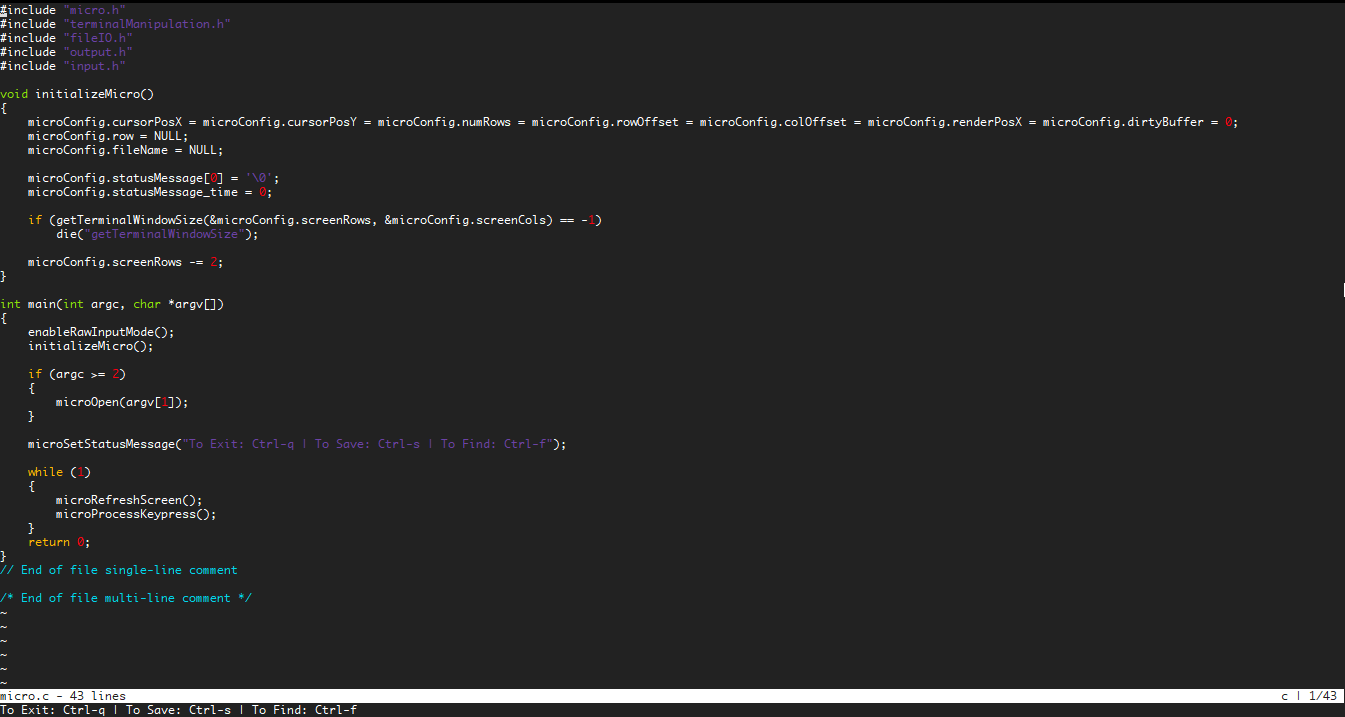 #include "micro.h"
#include "terminalManipulation.h"
#include "fileIO.h"
#include "output.h"
#include "input.h"

void initializeMicro()
{
    microConfig.cursorPosX = microConfig.cursorPosY = microConfig.numRows = microConfig.rowOffset = microConfig.colOffset = microConfig.renderPosX = microConfig.dirtyBuffer = 0;
    microConfig.row = NULL;
    microConfig.fileName = NULL;

    microConfig.statusMessage[0] = '\0';
    microConfig.statusMessage_time = 0;

    if (getTerminalWindowSize(&microConfig.screenRows, &microConfig.screenCols) == -1)
        die("getTerminalWindowSize");

    microConfig.screenRows -= 2;
}

int main(int argc, char *argv[])
{
    enableRawInputMode();
    initializeMicro();

    if (argc >= 2)
    {
        microOpen(argv[1]);
    }

    microSetStatusMessage("To Exit: Ctrl-q | To Save: Ctrl-s | To Find: Ctrl-f");

    while (1)
    {
        microRefreshScreen();
        microProcessKeypress();
    }
    return 0;
}
// End of file single-line comment

/* End of file multi-line comment */
~
~
~
~
~
~
micro.c - 43 lines c | 1/43
To Exit: Ctrl-q | To Save: Ctrl-s | To Find: Ctrl-f